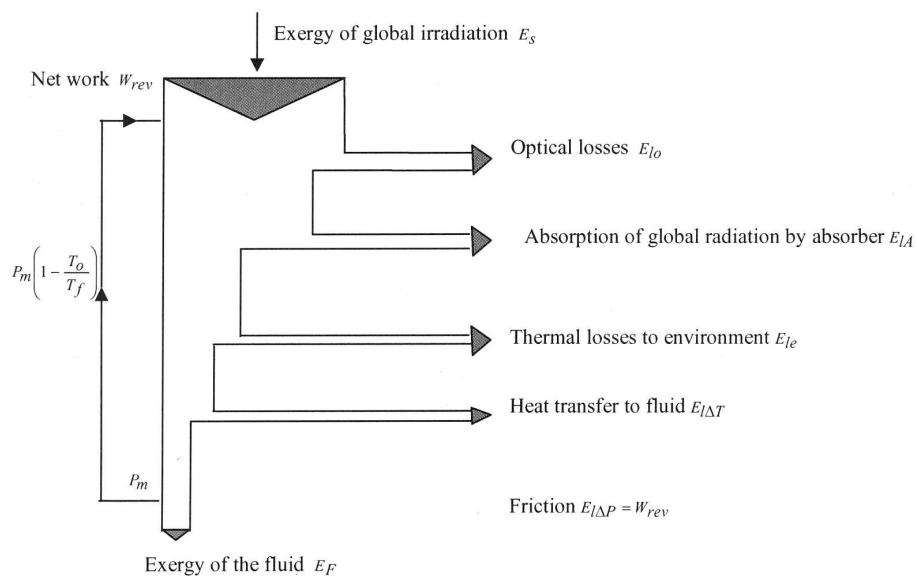 Exergy of global irradiation E_s
Net work W_rev
Optical losses E_lo
Absorption of global radiation by absorber E_lA
P_m(1 - T_o/T_f)
Thermal losses to environment E_le
Heat transfer to fluid E_lΔT
P_m
Friction E_lΔP = W_rev
Exergy of the fluid E_F